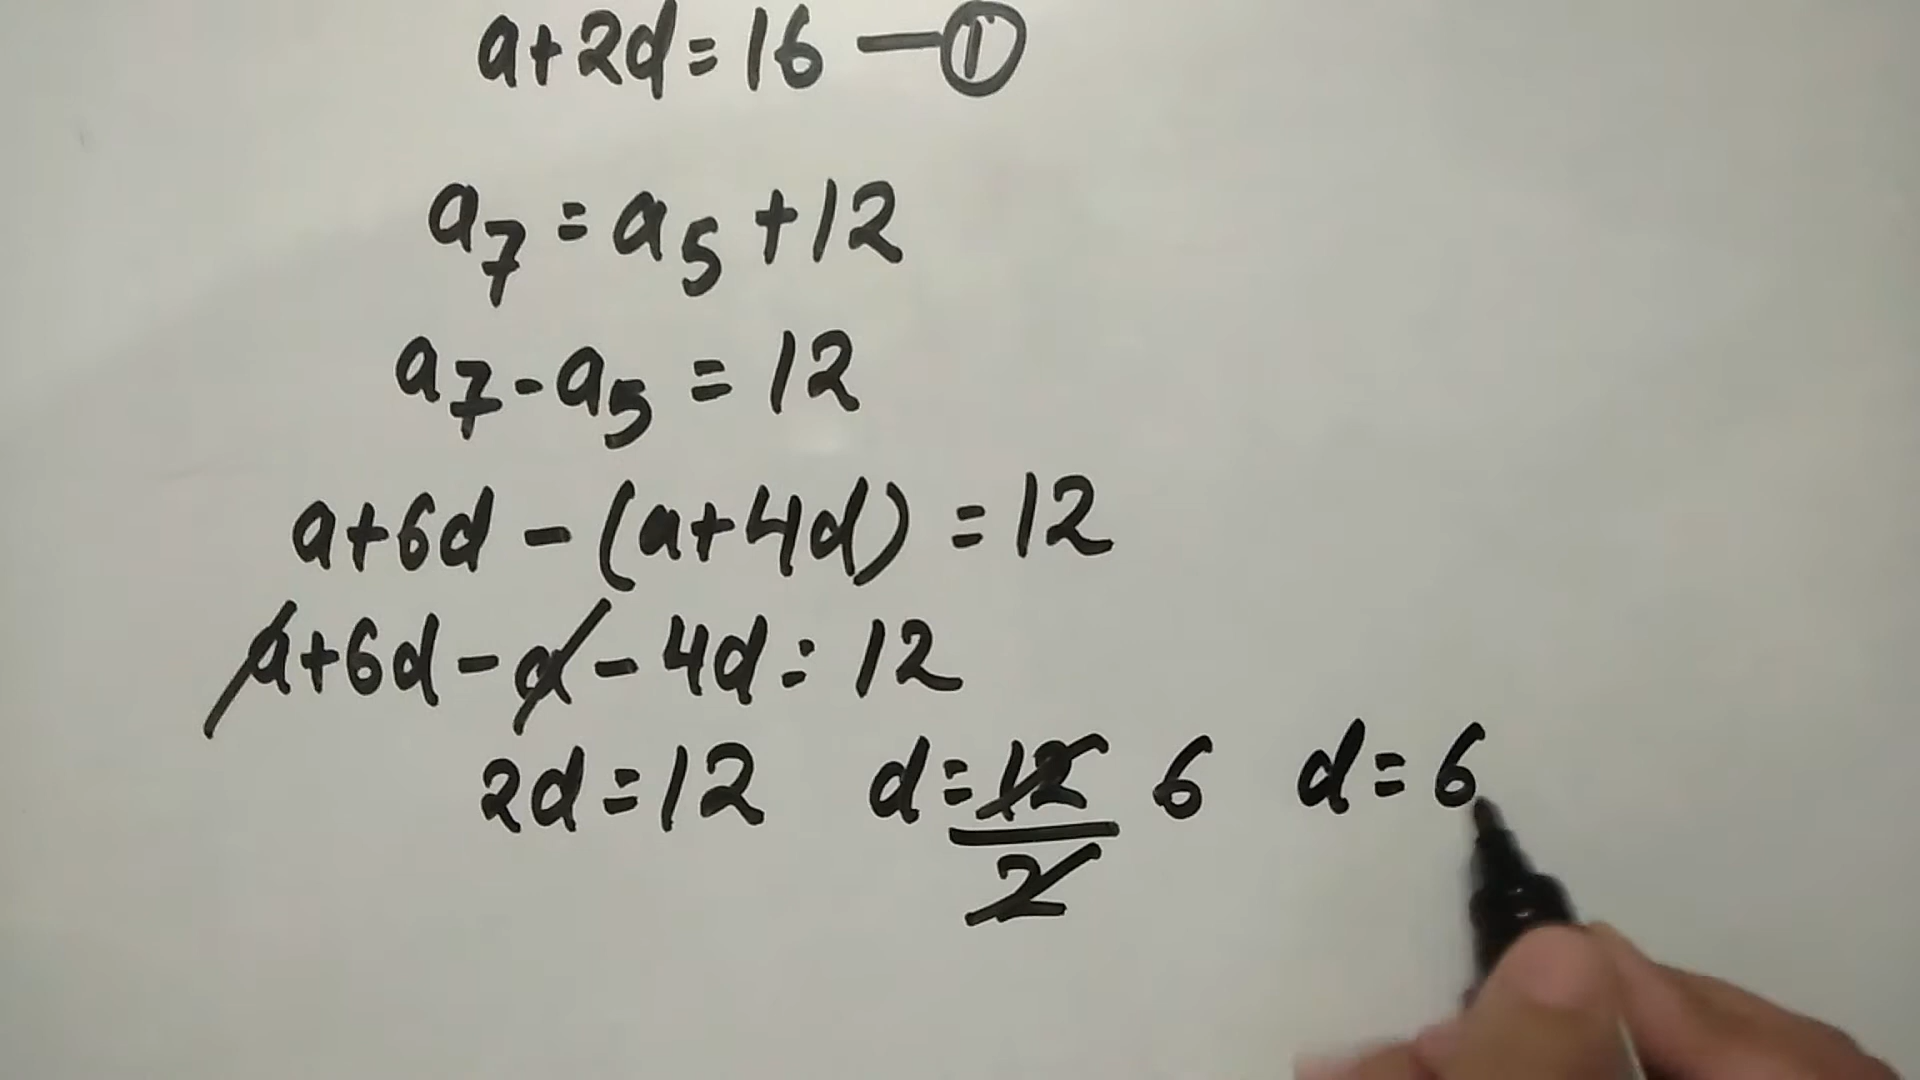 a+2d=16 —①
a₇=a₅+12
a₇-a₅=12
a+6d-(a+4d)=12
a+6d-a-4d=12
2d=12 d=12/2 6 d=6